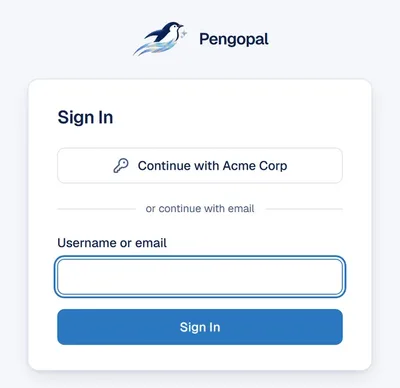 Pengopal
Sign In
Continue with Acme Corp
or continue with email
Username or email
Sign In